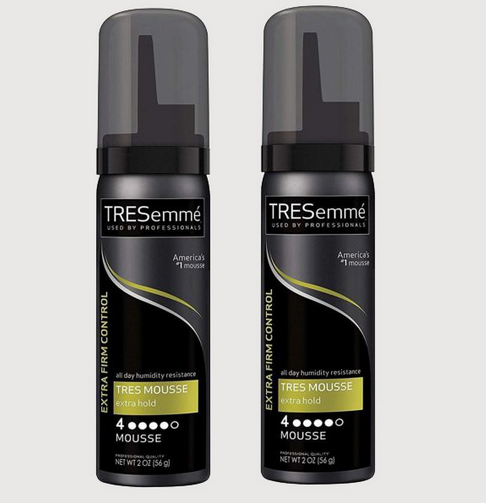 TRESemmé
USED BY PROFESSIONALS
America's
#1 mousse
EXTRA FIRM CONTROL
all day humidity resistance
TRES MOUSSE
extra hold
4
MOUSSE
PROFESSIONAL QUALITY
NET WT 2 OZ (56 g)
TRESemmé
USED BY PROFESSIONALS
America's
#1 mousse
EXTRA FIRM CONTROL
all day humidity resistance
TRES MOUSSE
extra hold
4
MOUSSE
PROFESSIONAL QUALITY
NET WT 2 OZ (56 g)